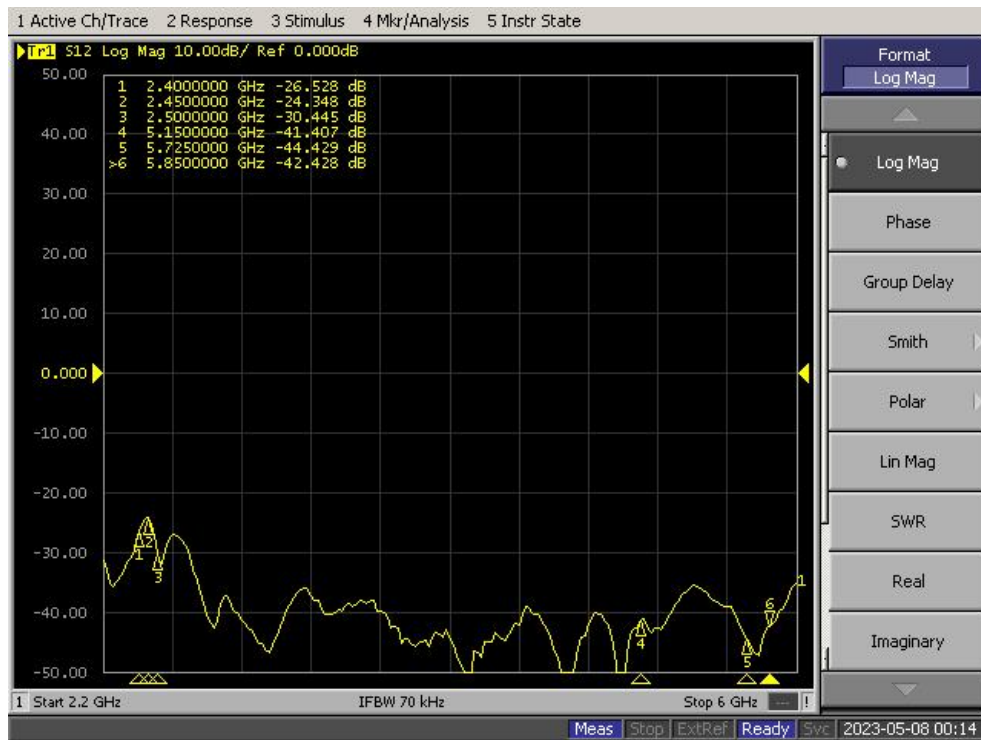 1 Active Ch/Trace 2 Response 3 Stimulus 4 Mkr/Analysis 5 Instr State
Tr1 S12 Log Mag 10.00dB/ Ref 0.000dB
50.00
1 2.4000000 GHz -26.528 dB
2 2.4500000 GHz -24.348 dB
3 2.5000000 GHz -30.445 dB
4 5.1500000 GHz -41.407 dB
5 5.7250000 GHz -44.429 dB
>6 5.8500000 GHz -42.428 dB
40.00
30.00
20.00
10.00
0.000
-10.00
-20.00
-30.00
-40.00
-50.00
1
2
3
4
5
6
1
1 Start 2.2 GHz IFBW 70 kHz Stop 6 GHz --- !
Format
Log Mag
Log Mag
Phase
Group Delay
Smith
Polar
Lin Mag
SWR
Real
Imaginary
Meas Stop ExtRef Ready Svc 2023-05-08 00:14